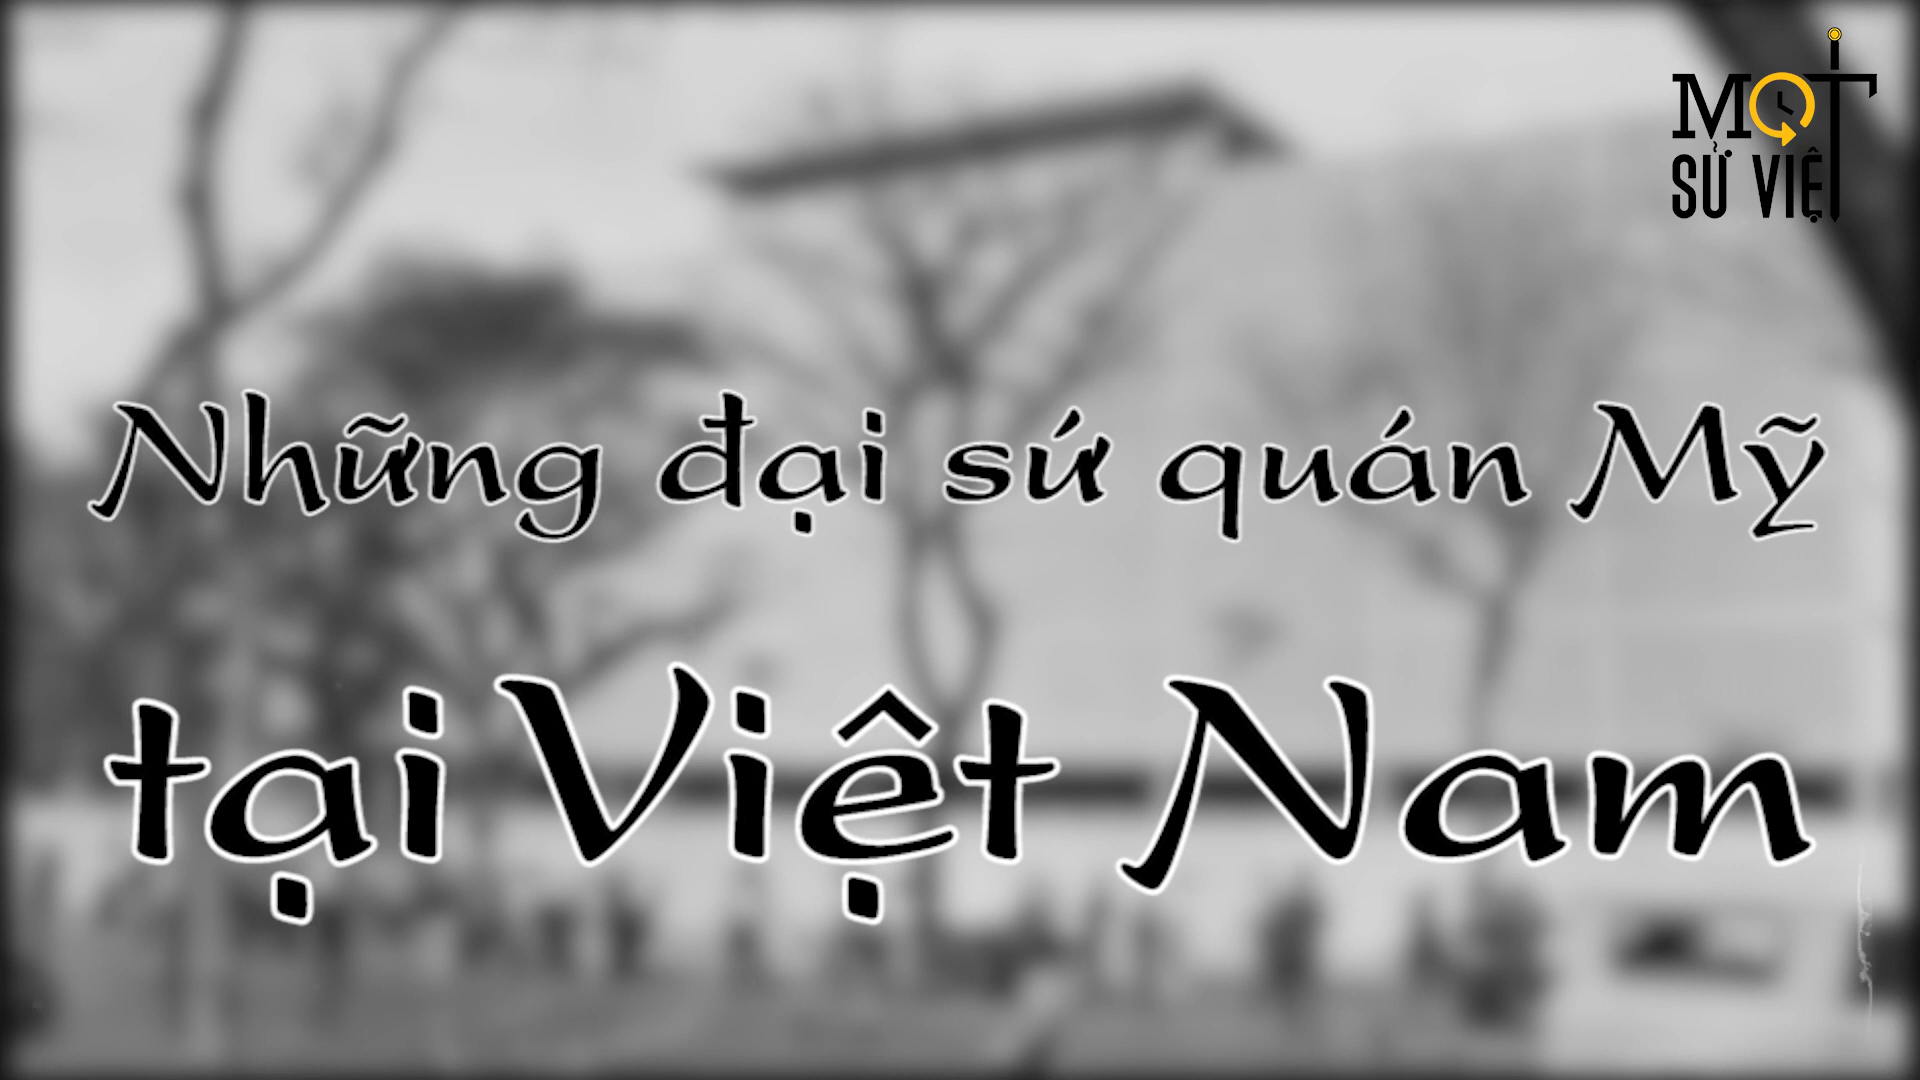 MỘT
SỬ VIỆT
Những đại sứ quán Mỹ
tại Việt Nam